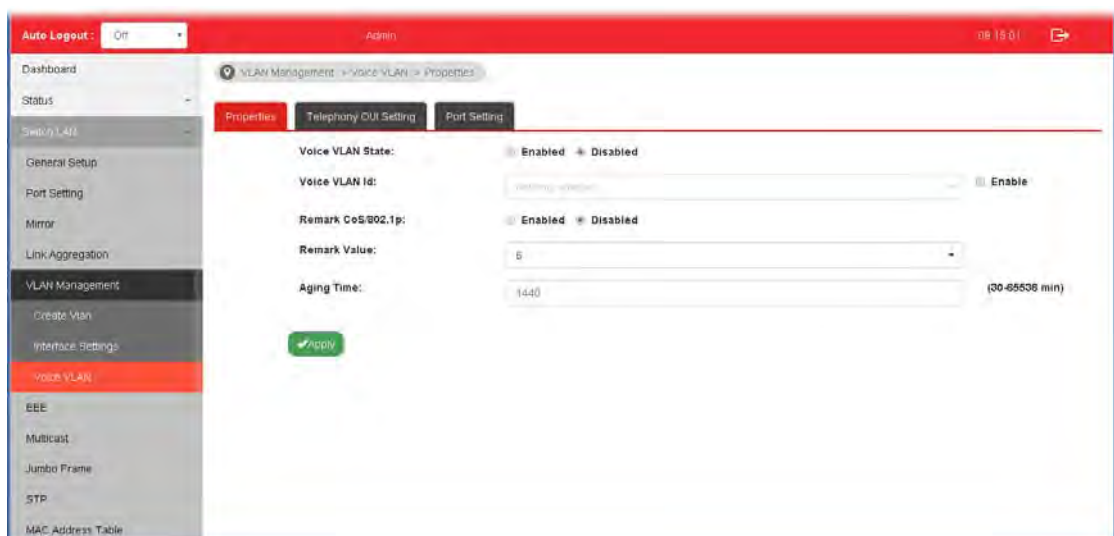 Auto Logout : Off Admin 09:15:01
Dashboard
VLAN Management > Voice VLAN > Properties
Status
Properties Telephony OUI Setting Port Setting
Switch LAN
Voice VLAN State: Enabled Disabled
General Setup
Voice VLAN Id: Enable
Port Setting
Remark CoS/802.1p: Enabled Disabled
Mirror
Remark Value: 6
Link Aggregation
VLAN Management
Aging Time: 1440 (30-65536 min)
Create Vlan
Interface Settings
Apply
Voice VLAN
EEE
Multicast
Jumbo Frame
STP
MAC Address Table